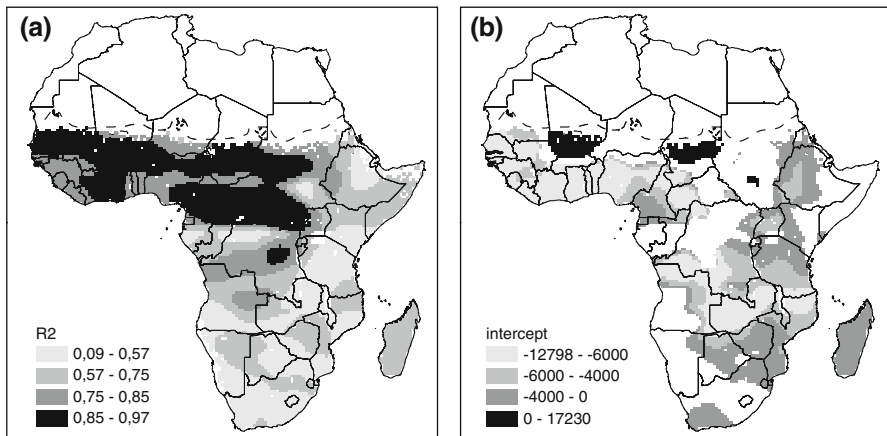 (a)
R2
0,09 - 0,57
0,57 - 0,75
0,75 - 0,85
0,85 - 0,97
(b)
intercept
-12798 - -6000
-6000 - -4000
-4000 - 0
0 - 17230